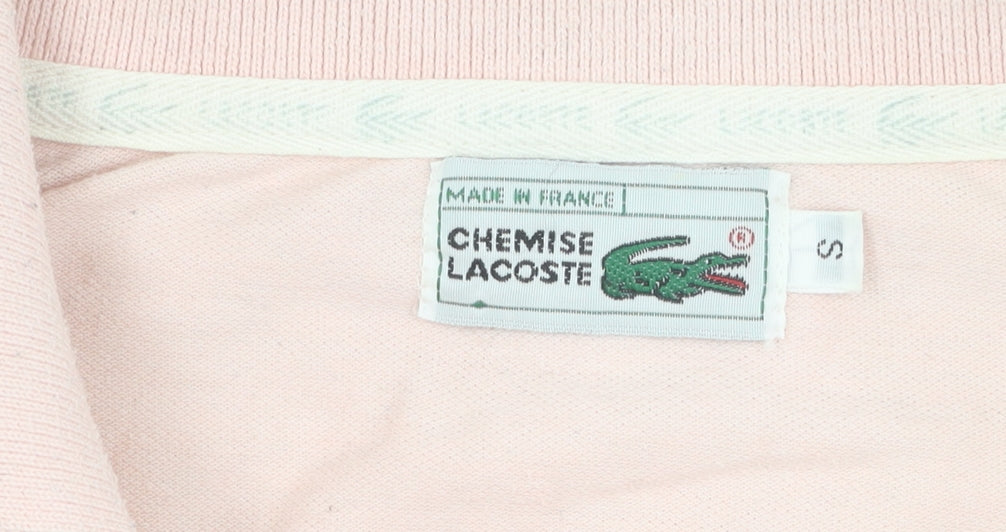 MADE IN FRANCE
CHEMISE
LACOSTE
®
S